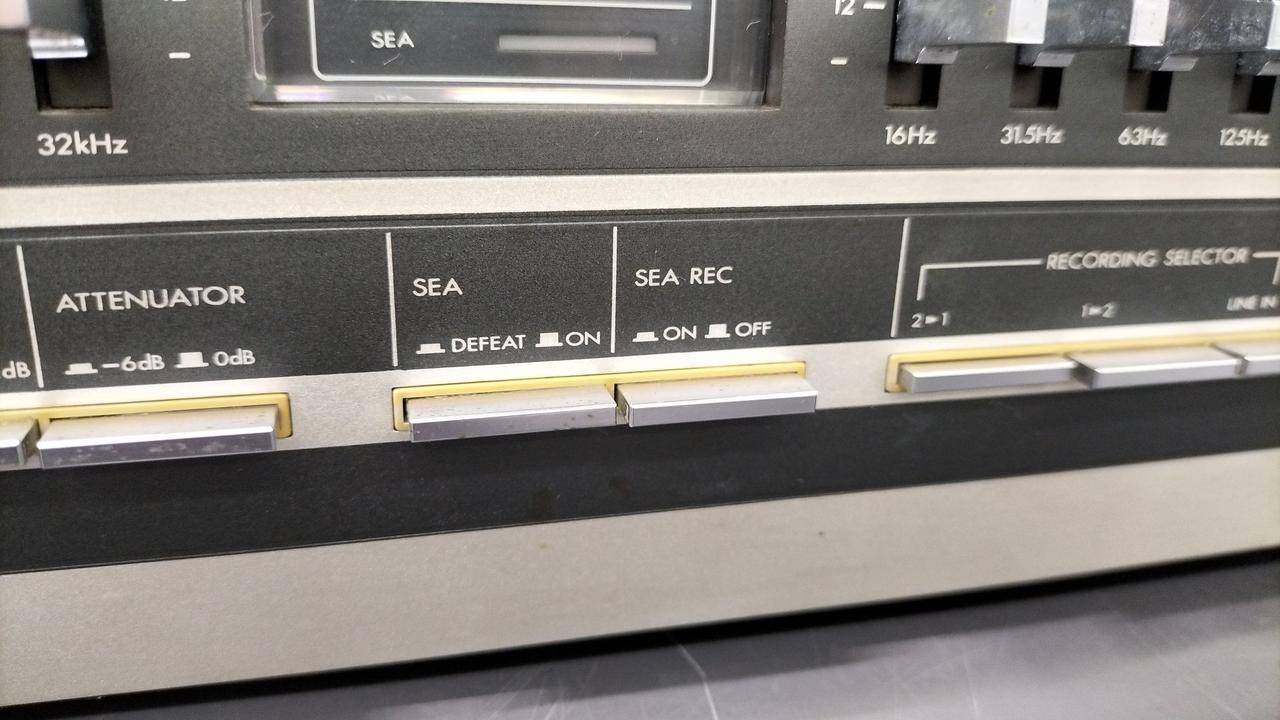 SEA
12
32kHz
16Hz 31.5Hz 63Hz 125Hz
RECORDING SELECTOR
ATTENUATOR SEA SEA REC
2►1 1►2 LINE IN
dB -6dB 0dB DEFEAT ON ON OFF